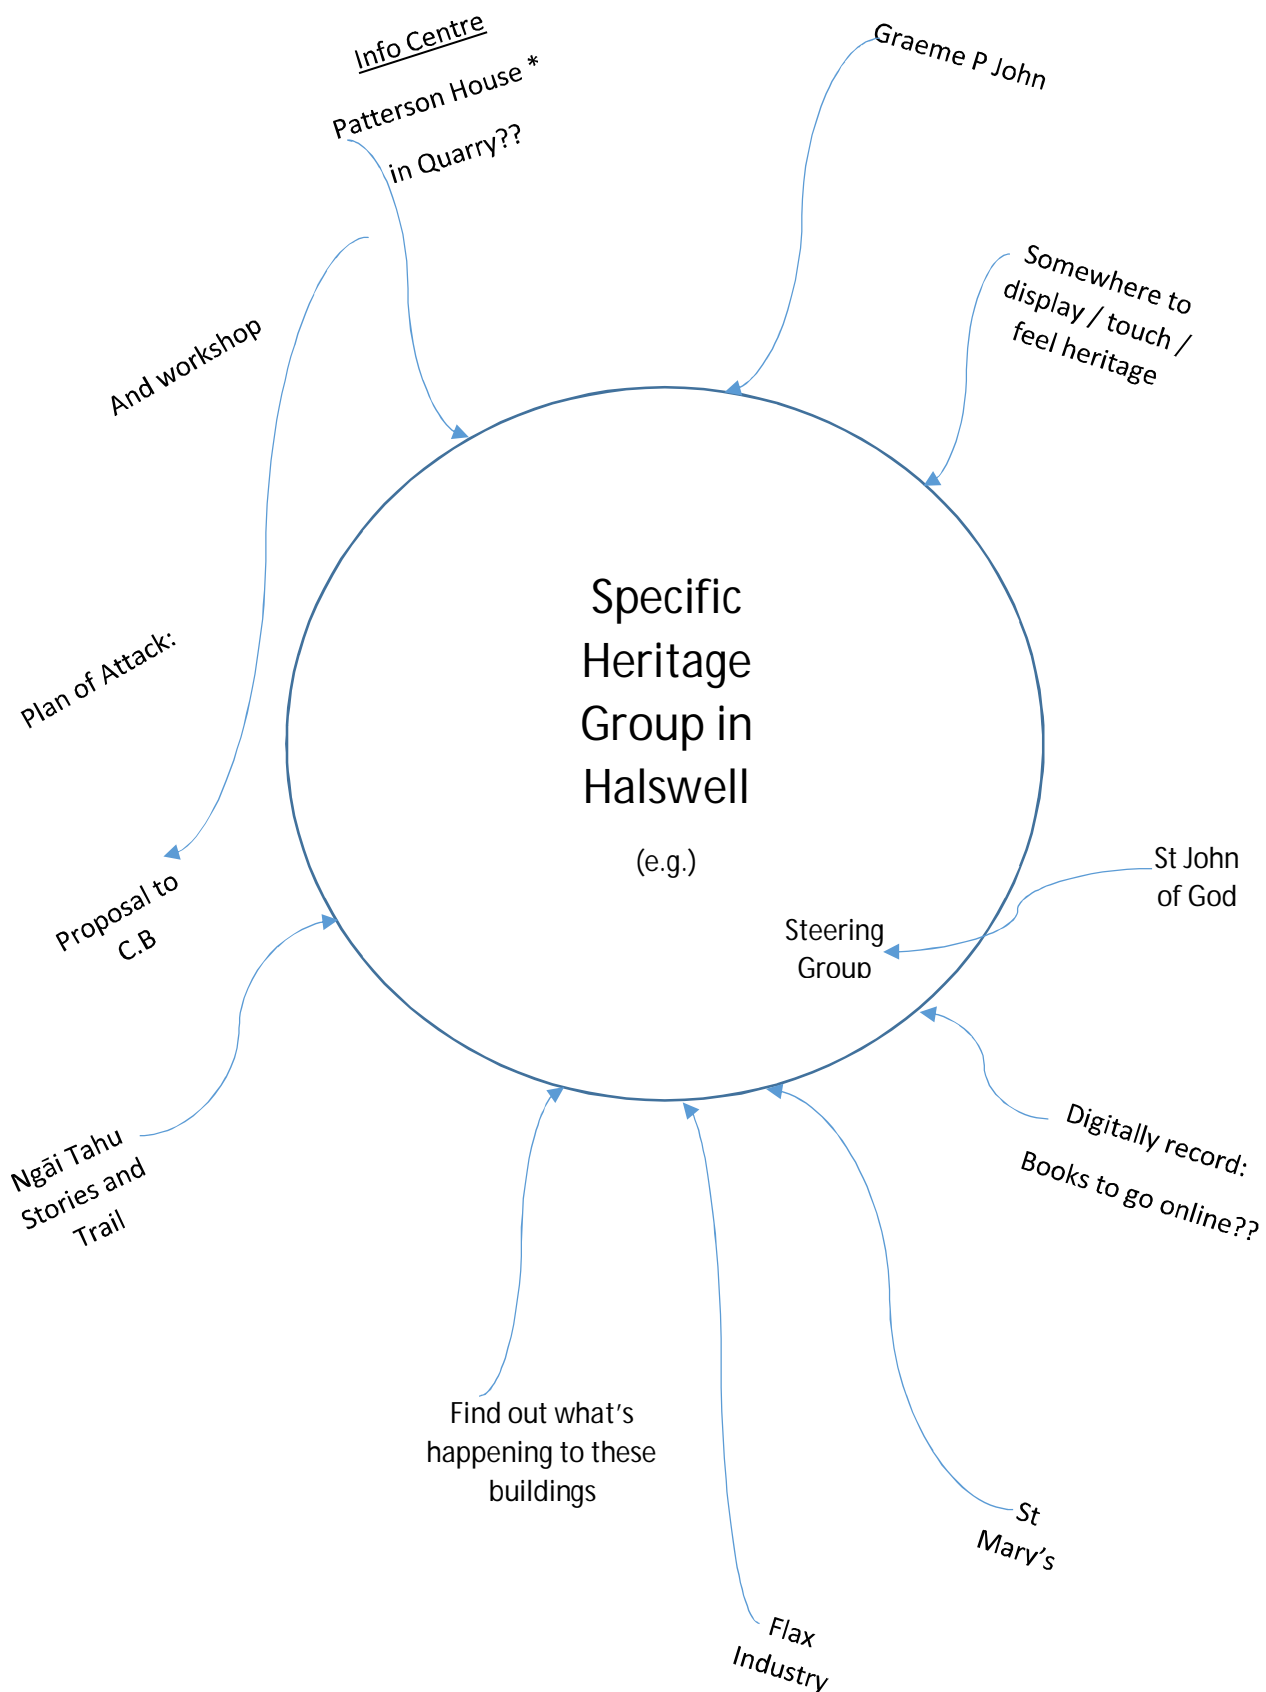 Info Centre
Patterson House *
in Quarry??
Graeme P John
Somewhere to
display / touch /
feel heritage
And workshop
Plan of Attack:
Proposal to
C.B
Specific
Heritage
Group in
Halswell
(e.g.)
St John
of God
Steering
Group
Digitally record:
Books to go online??
Ngāi Tahu
Stories and
Trail
Find out what's
happening to these
buildings
St
Mary's
Flax
Industry